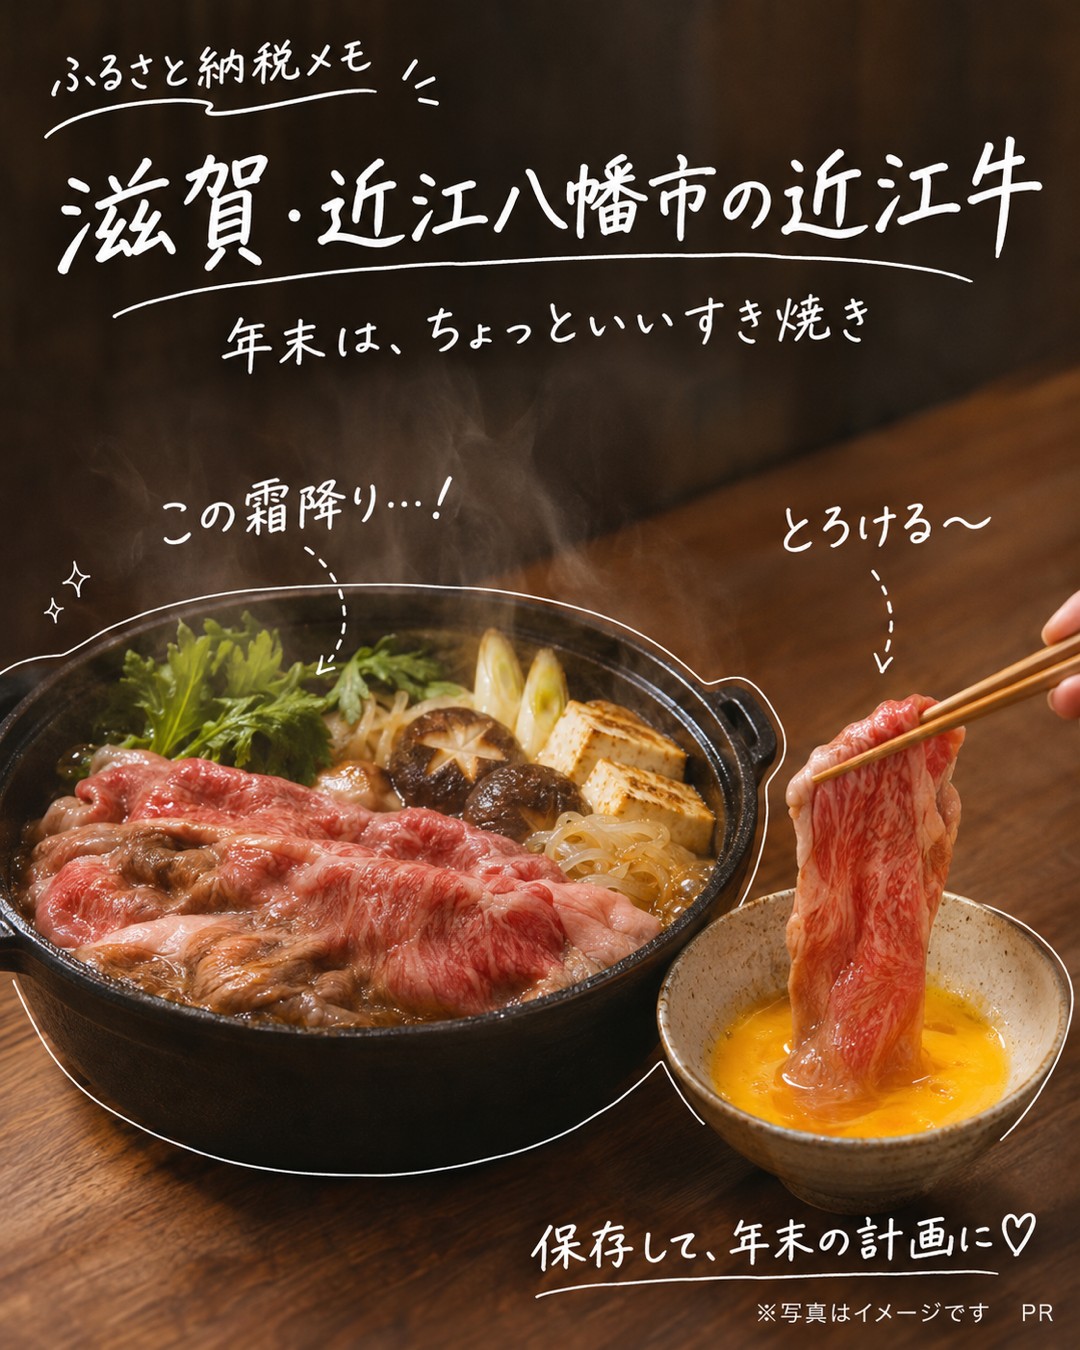 ふるさと納税メモ
滋賀・近江八幡市の近江牛
年末は、ちょっといいすき焼き
この霜降り…!
とろける〜
保存して、年末の計画に♡
※写真はイメージです PR